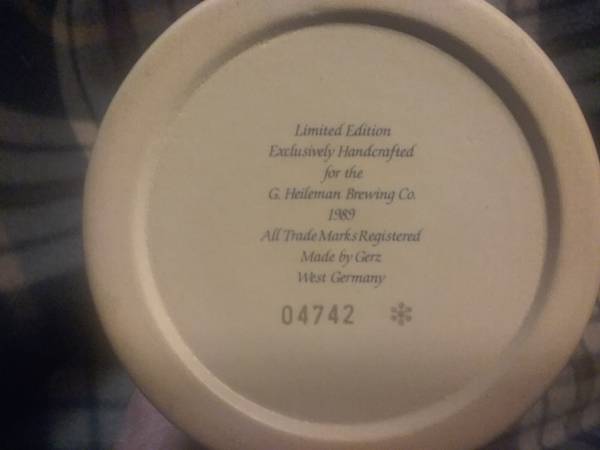 Limited Edition
Exclusively Handcrafted
for the
G. Heileman Brewing Co.
1989
All Trade Marks Registered
Made by Gerz
West Germany
04742